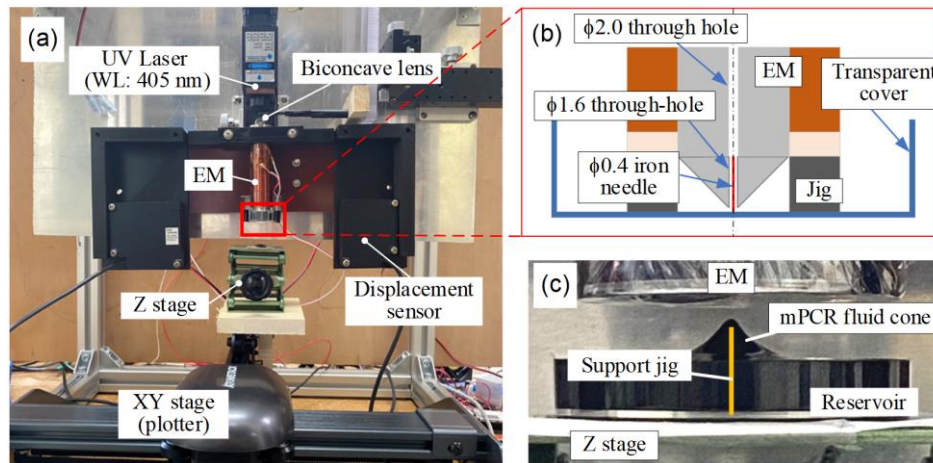 (a)
UV Laser
(WL: 405 nm)
Biconcave lens
EM
Z stage
Displacement
sensor
XY stage
(plotter)
(b)
ϕ2.0 through hole
EM
Transparent
cover
ϕ1.6 through-hole
ϕ0.4 iron
needle
Jig
(c)
EM
mPCR fluid cone
Support jig
Reservoir
Z stage